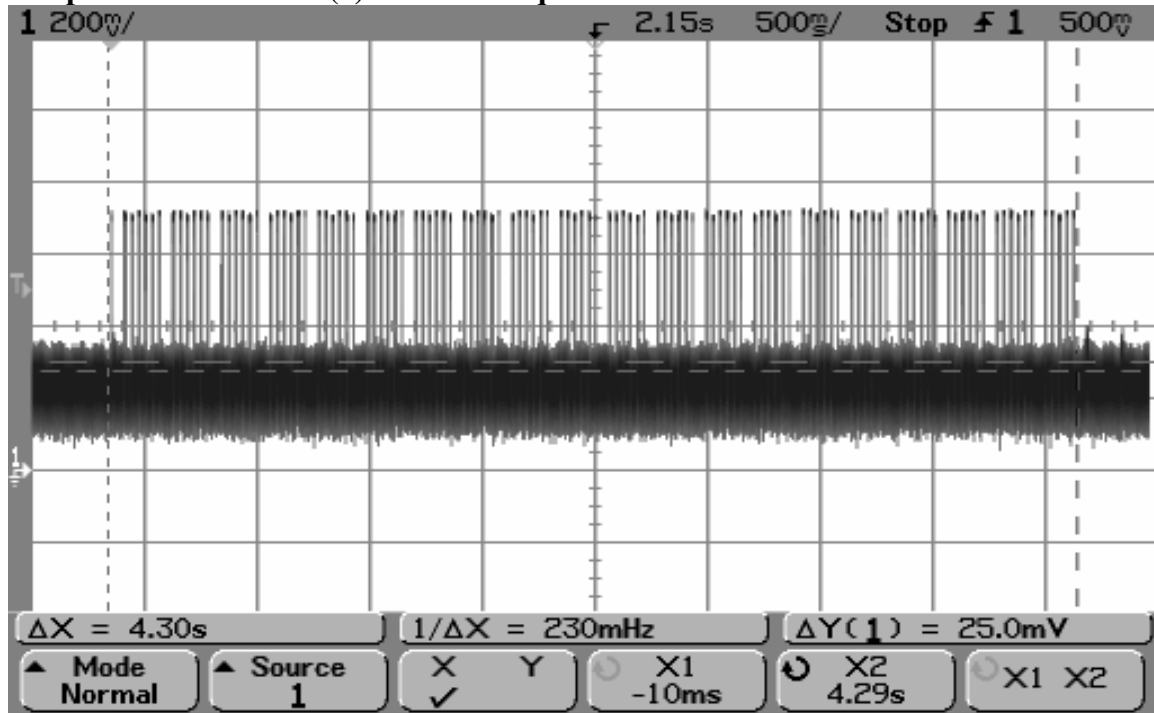 1 200mV/ 2.15s 500ms/ Stop 1 500mV
T
1
ΔX = 4.30s 1/ΔX = 230mHz ΔY(1) = 25.0mV
Mode Source X Y X1 X2 X1 X2
Normal 1 ✓ -10ms 4.29s